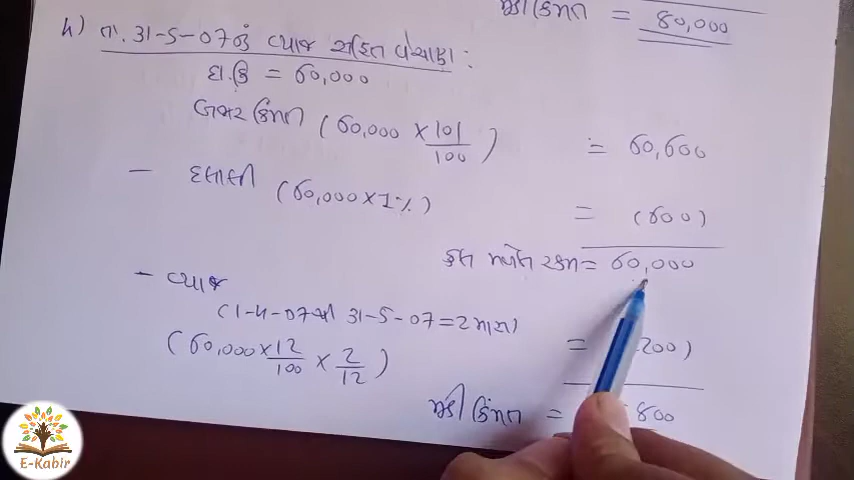 મૂડી કિંમત = 80,000
4) તા. 31-5-07નું વ્યાજ સહિત વેચાણ :
દા.કિં = 60,000
બજાર કિંમત (60,000 × 101/100) = 60,600
- દલાલી (60,000×1%) = (600)
કુલ મળેલ રકમ = 60,000
- વ્યાજ
(1-4-07થી 31-5-07=2માસ)
(60,000×12/100 × 2/12) = 200)
મૂડી કિંમત = 800
E-Kabir